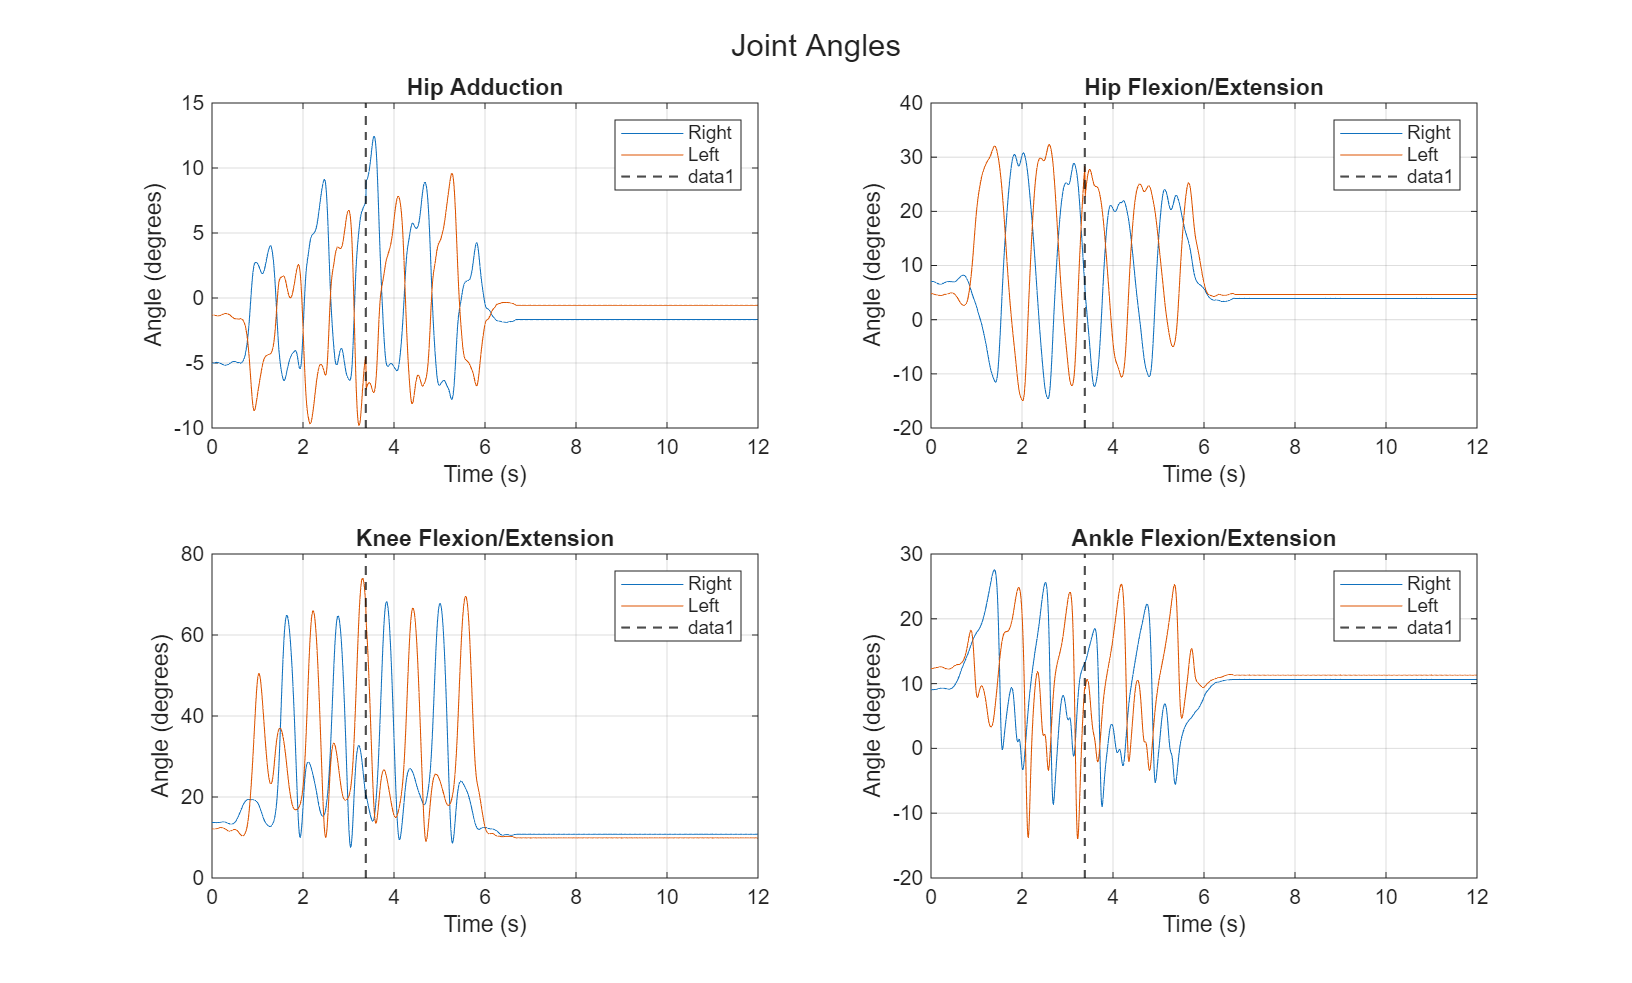 Joint Angles
Hip Adduction
15
10
5
0
-5
-10
Angle (degrees)
0 2 4 6 8 10 12
Time (s)
Right
Left
data1
Hip Flexion/Extension
40
30
20
10
0
-10
-20
Angle (degrees)
0 2 4 6 8 10 12
Time (s)
Right
Left
data1
Knee Flexion/Extension
80
60
40
20
0
Angle (degrees)
0 2 4 6 8 10 12
Time (s)
Right
Left
data1
Ankle Flexion/Extension
30
20
10
0
-10
-20
Angle (degrees)
0 2 4 6 8 10 12
Time (s)
Right
Left
data1